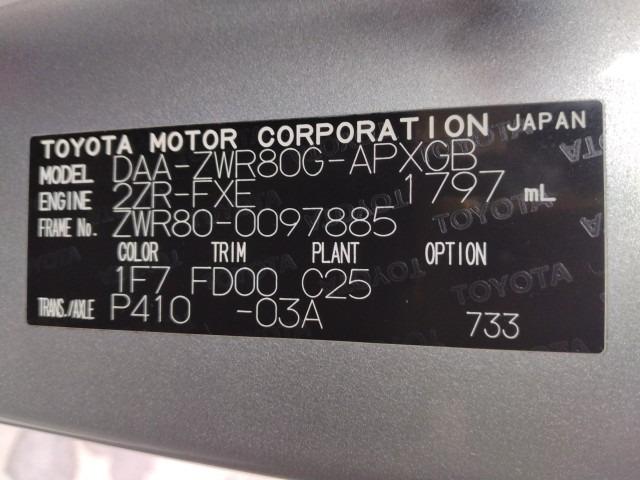 TOYOTA MOTOR CORPORATION JAPAN
MODEL DAA-ZWR80G-APXGB
ENGINE 2ZR-FXE 1797 mL
FRAME No. ZWR80-0097885
COLOR TRIM PLANT OPTION
1F7 FD00 C25
TRANS./AXLE P410 -03A 733